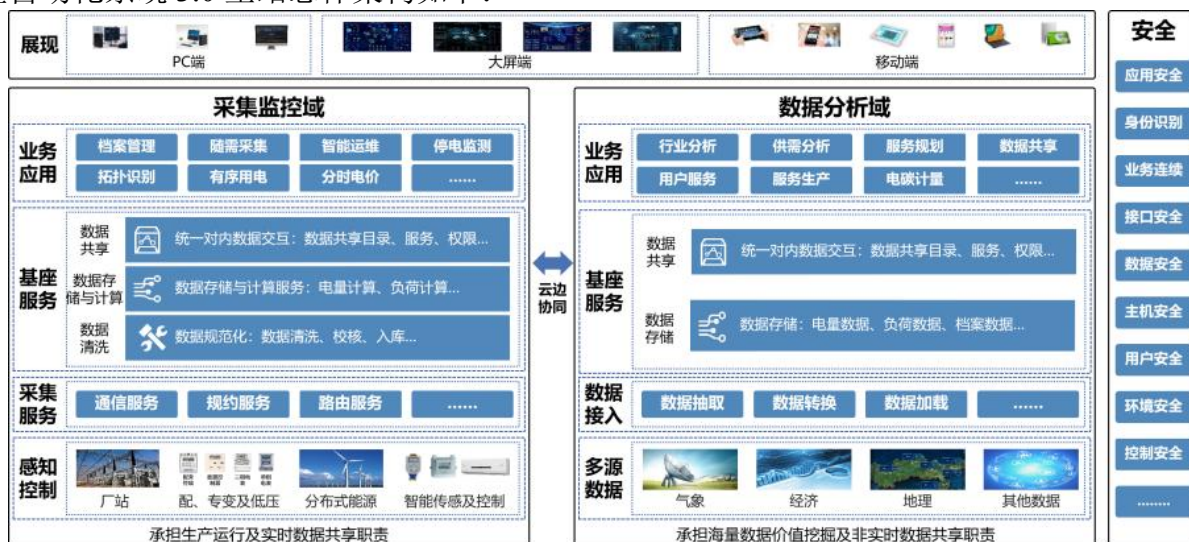 展现
PC端
大屏端
移动端
安全
应用安全
身份识别
业务连续
接口安全
数据安全
主机安全
用户安全
环境安全
控制安全
........
采集监控域
业务应用
档案管理 随需采集 智能运维 停电监测
拓扑识别 有序用电 分时电价 ......
基座服务
数据共享
统一对内数据交互：数据共享目录、服务、权限...
数据存储与计算
数据存储与计算服务：电量计算、负荷计算...
数据清洗
数据规范化：数据清洗、校核、入库...
采集服务
通信服务 规约服务 路由服务 ......
感知控制
厂站 配、专变及低压 分布式能源 智能传感及控制
承担生产运行及实时数据共享职责
云边协同
数据分析域
业务应用
行业分析 供需分析 服务规划 数据共享
用户服务 服务生产 电碳计量 ......
基座服务
数据共享
统一对内数据交互：数据共享目录、服务、权限...
数据存储
数据存储：电量数据、负荷数据、档案数据...
数据接入
数据抽取 数据转换 数据加载 ......
多源数据
气象 经济 地理 其他数据
承担海量数据价值挖掘及非实时数据共享职责